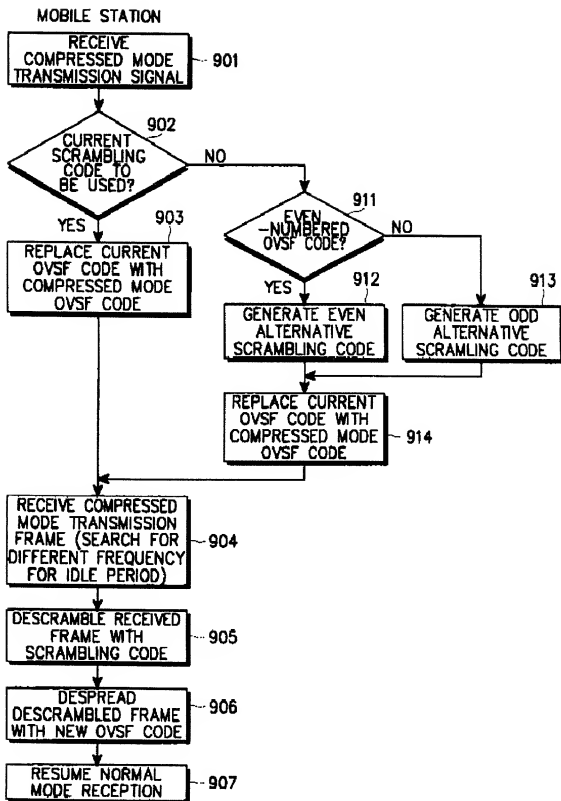 MOBILE STATION
RECEIVE
COMPRESSED MODE
TRANSMISSION SIGNAL
901
CURRENT
SCRAMBLING
CODE TO
BE USED?
902
NO
YES
903
REPLACE CURRENT
OVSF CODE WITH
COMPRESSED MODE
OVSF CODE
EVEN
-NUMBERED
OVSF CODE?
911
NO
YES
912
GENERATE EVEN
ALTERNATIVE
SCRAMBLING CODE
913
GENERATE ODD
ALTERNATIVE
SCRAMLING CODE
REPLACE CURRENT
OVSF CODE WITH
COMPRESSED MODE
OVSF CODE
914
RECEIVE COMPRESSED
MODE TRANSMISSION
FRAME (SEARCH FOR
DIFFERENT FREQUENCY
FOR IDLE PERIOD)
904
DESCRAMBLE RECEIVED
FRAME WITH
SCRAMBLING CODE
905
DESPREAD
DESCRAMBLED FRAME
WITH NEW OVSF CODE
906
RESUME NORMAL
MODE RECEPTION
907